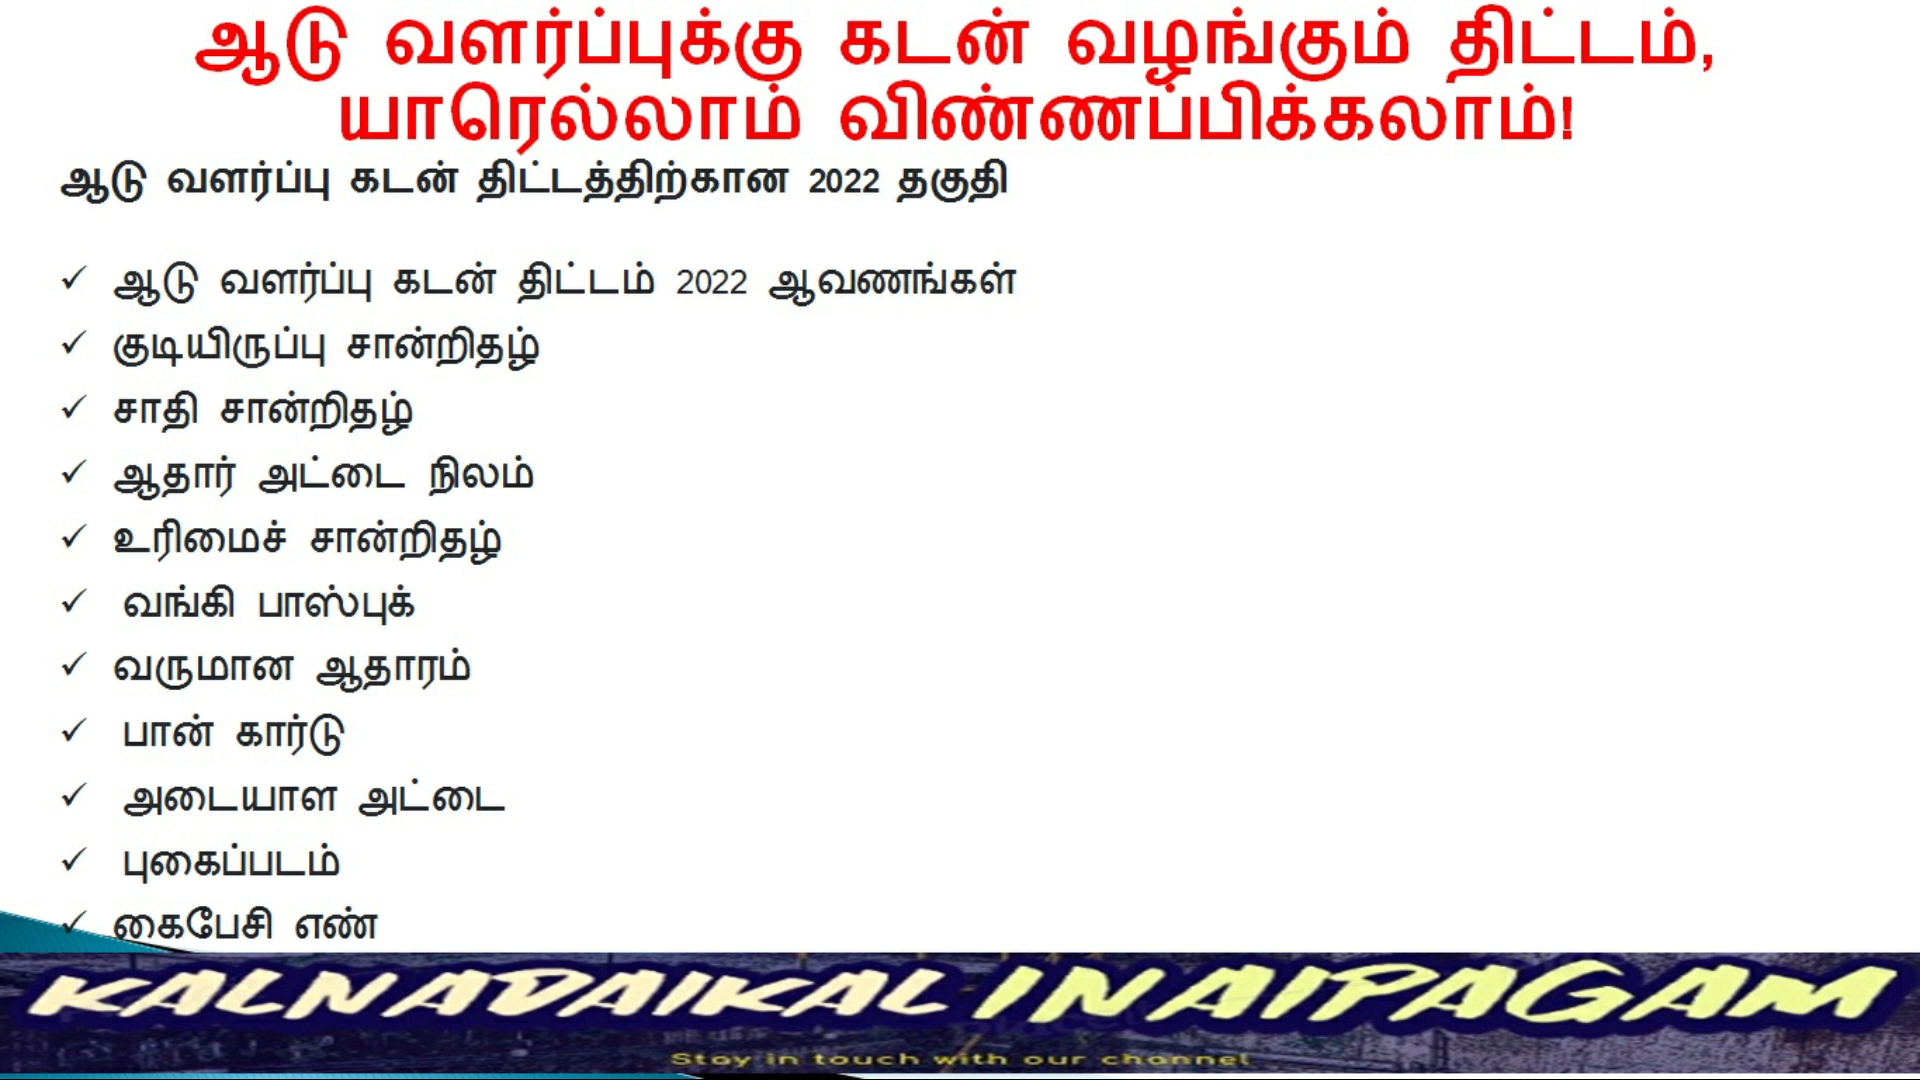 ஆடு வளர்ப்புக்கு கடன் வழங்கும் திட்டம்,
யாரெல்லாம் விண்ணப்பிக்கலாம்!
ஆடு வளர்ப்பு கடன் திட்டத்திற்கான 2022 தகுதி
✓ ஆடு வளர்ப்பு கடன் திட்டம் 2022 ஆவணங்கள்
✓ குடியிருப்பு சான்றிதழ்
✓ சாதி சான்றிதழ்
✓ ஆதார் அட்டை நிலம்
✓ உரிமைச் சான்றிதழ்
✓ வங்கி பாஸ்புக்
✓ வருமான ஆதாரம்
✓ பான் கார்டு
✓ அடையாள அட்டை
✓ புகைப்படம்
✓ கைபேசி எண்
KALNADAIKAL INAIPAGAM
Stay in touch with our channel